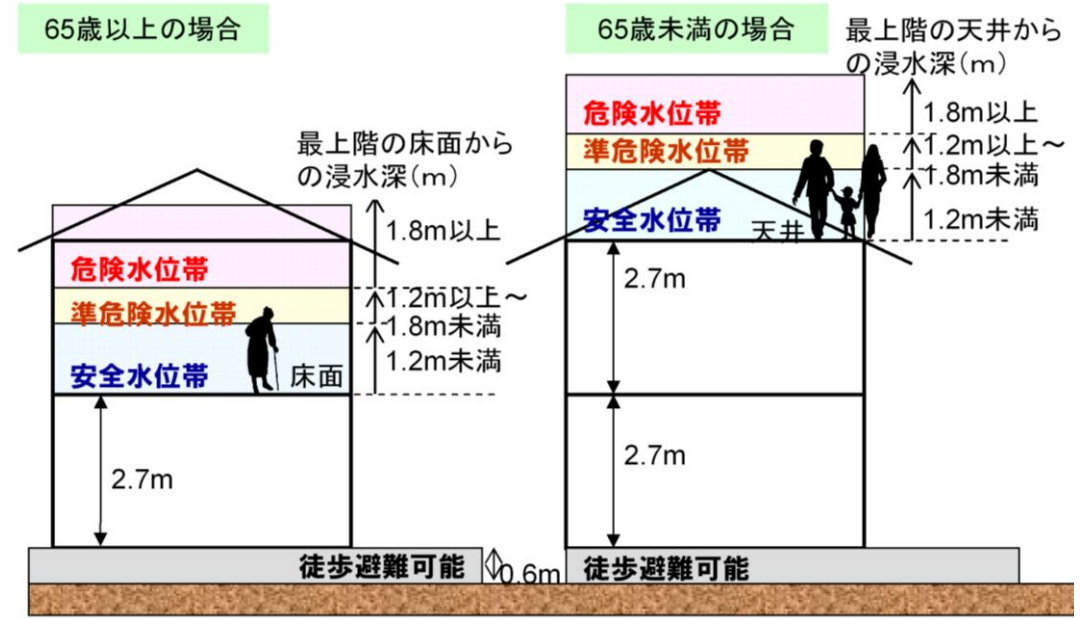 65歳以上の場合
最上階の床面から
の浸水深(m)
1.8m以上
危険水位帯
1.2m以上~
準危険水位帯
1.8m未満
1.2m未満
安全水位帯
床面
2.7m
徒歩避難可能
0.6m
65歳未満の場合
最上階の天井から
の浸水深(m)
危険水位帯
1.8m以上
準危険水位帯
1.2m以上~
1.8m未満
安全水位帯
天井
1.2m未満
2.7m
2.7m
徒歩避難可能